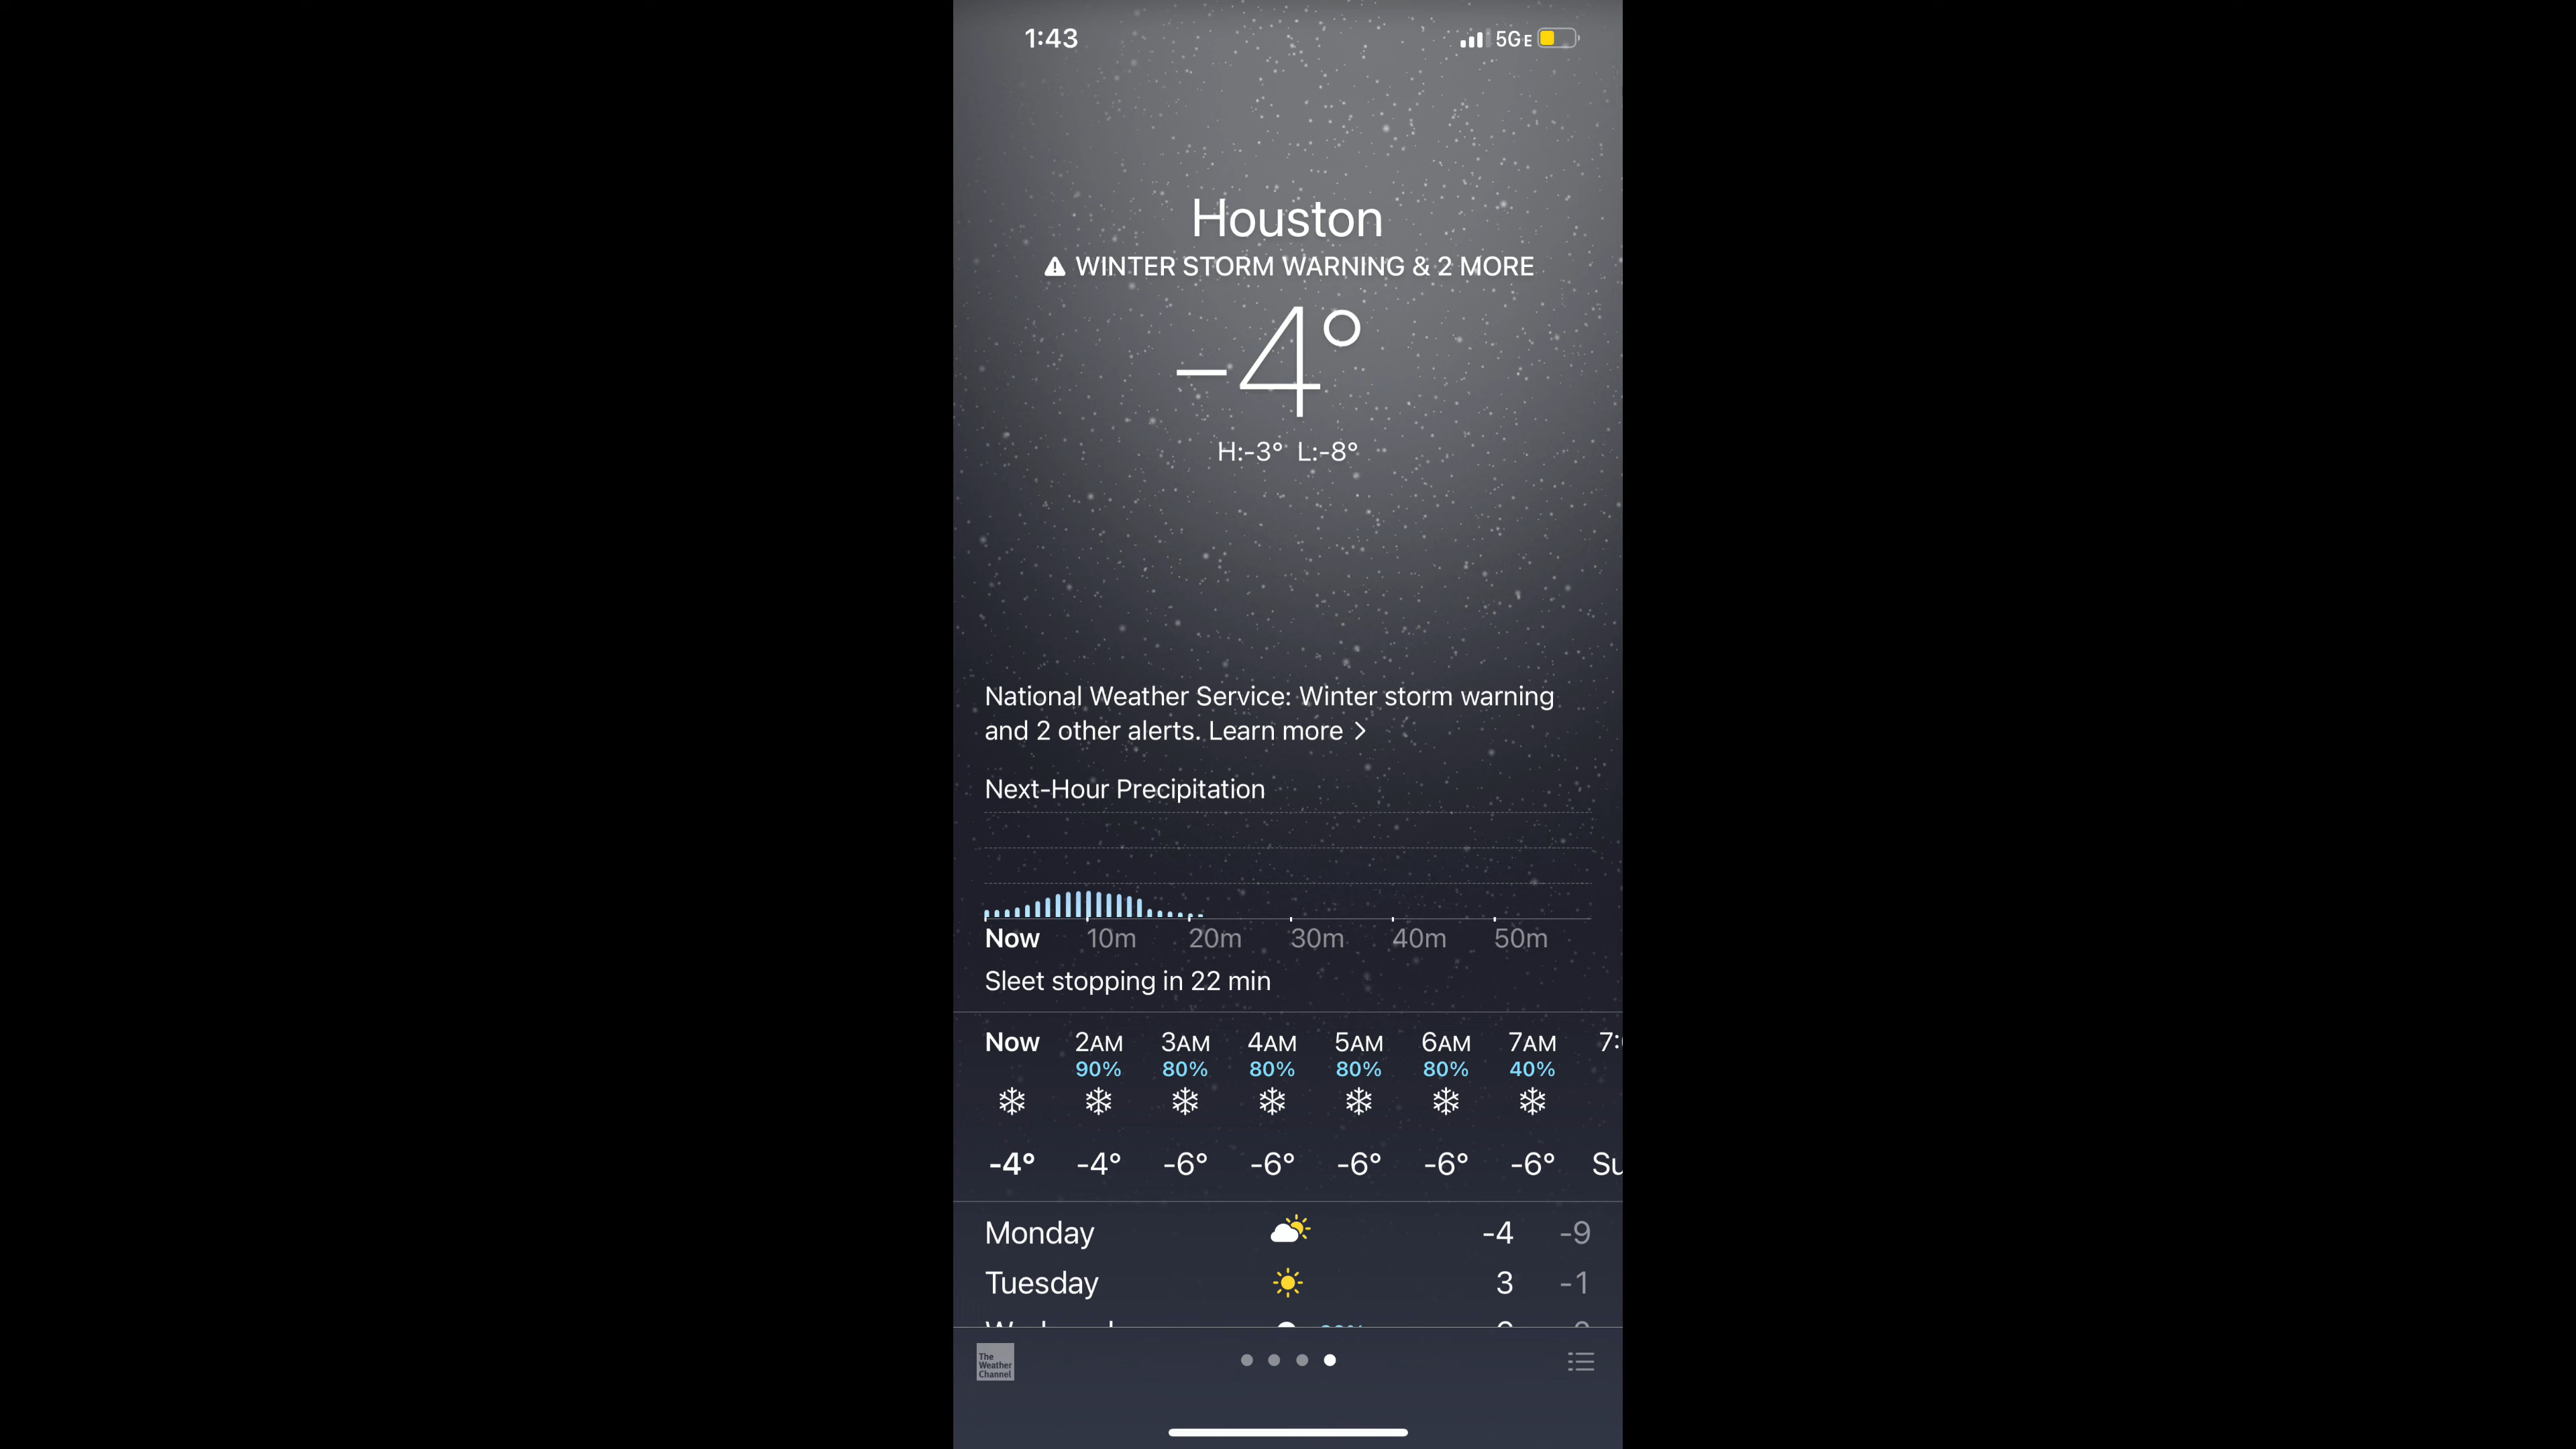 1:43 5GE
Houston
WINTER STORM WARNING & 2 MORE
-4°
H:-3° L:-8°
National Weather Service: Winter storm warning
and 2 other alerts. Learn more >
Next-Hour Precipitation
Now 10m 20m 30m 40m 50m
Sleet stopping in 22 min
Now 2AM 3AM 4AM 5AM 6AM 7AM 7:
90% 80% 80% 80% 80% 40%
-4° -4° -6° -6° -6° -6° -6° Su
Monday -4 -9
Tuesday 3 -1
The
Weather
Channel